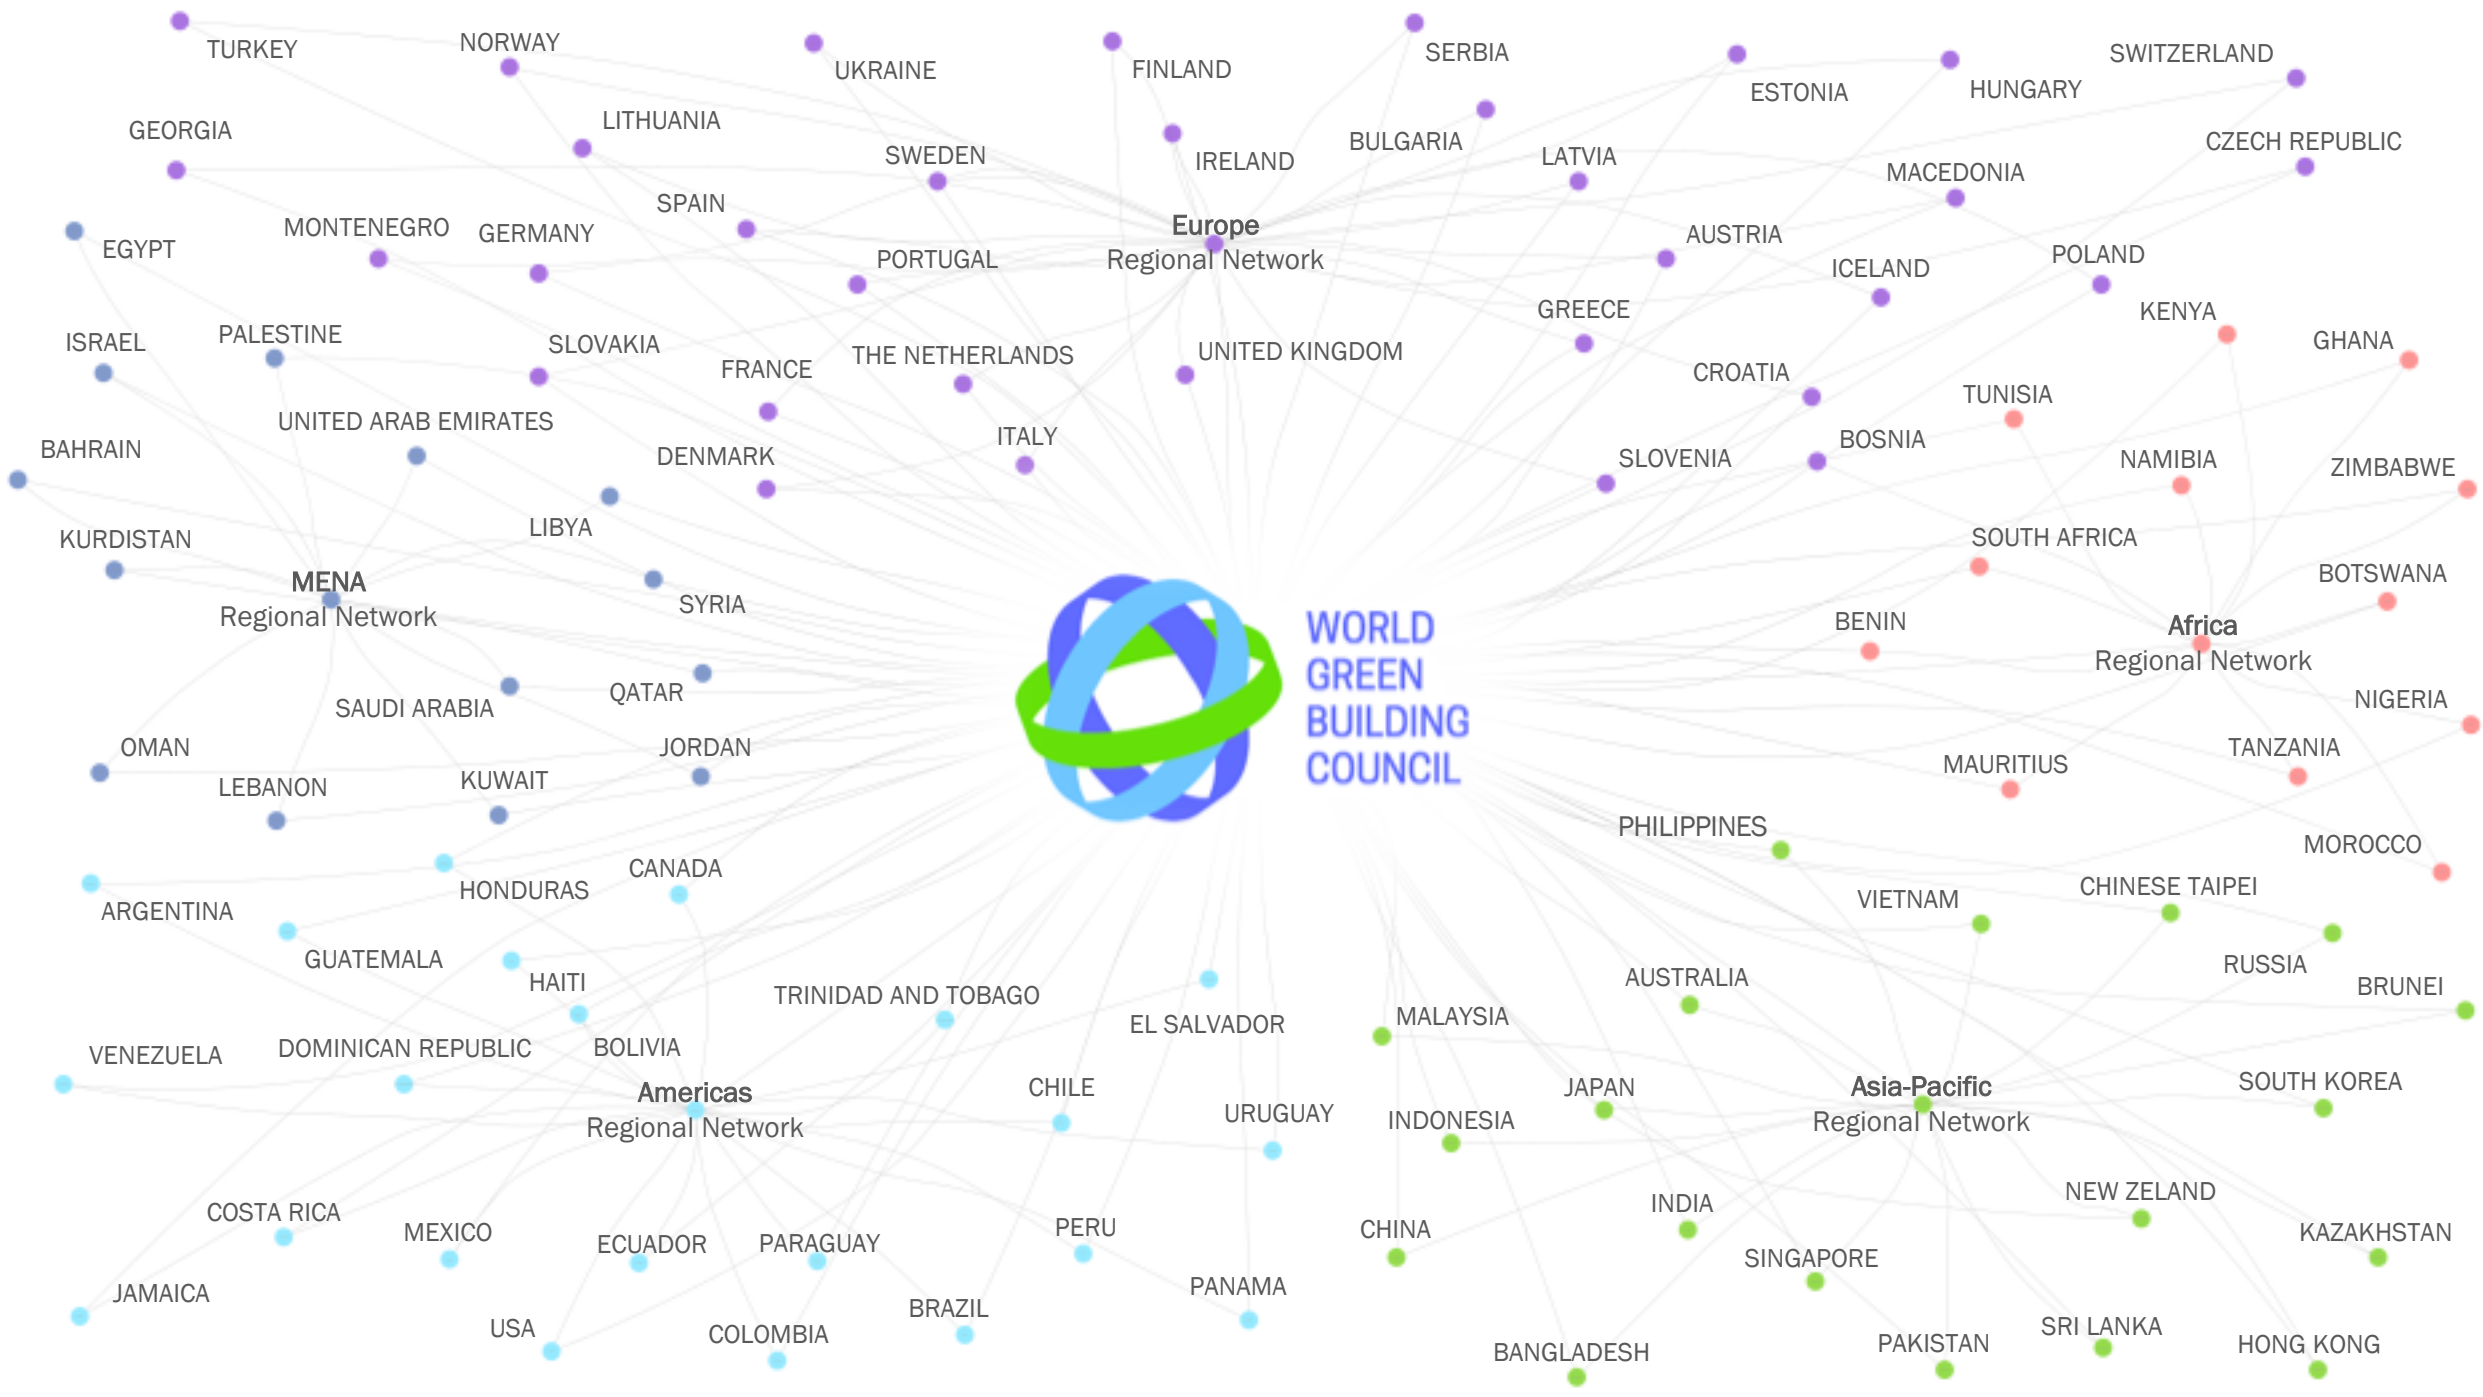 TURKEY
NORWAY
UKRAINE
FINLAND
SERBIA
ESTONIA
HUNGARY
SWITZERLAND
GEORGIA
LITHUANIA
SWEDEN
IRELAND
BULGARIA
LATVIA
MACEDONIA
CZECH REPUBLIC
EGYPT
MONTENEGRO
GERMANY
SPAIN
PORTUGAL
Europe
Regional Network
AUSTRIA
ICELAND
POLAND
KENYA
GHANA
ISRAEL
PALESTINE
SLOVAKIA
FRANCE
THE NETHERLANDS
UNITED KINGDOM
GREECE
CROATIA
TUNISIA
BAHRAIN
UNITED ARAB EMIRATES
DENMARK
ITALY
SLOVENIA
BOSNIA
NAMIBIA
ZIMBABWE
KURDISTAN
LIBYA
SOUTH AFRICA
BOTSWANA
MENA
Regional Network
SYRIA
WORLD
GREEN
BUILDING
COUNCIL
BENIN
Africa
Regional Network
SAUDI ARABIA
QATAR
NIGERIA
OMAN
LEBANON
KUWAIT
JORDAN
MAURITIUS
TANZANIA
PHILIPPINES
MOROCCO
ARGENTINA
HONDURAS
CANADA
VIETNAM
CHINESE TAIPEI
GUATEMALA
HAITI
TRINIDAD AND TOBAGO
EL SALVADOR
MALAYSIA
AUSTRALIA
RUSSIA
BRUNEI
VENEZUELA
DOMINICAN REPUBLIC
BOLIVIA
Americas
Regional Network
CHILE
URUGUAY
INDONESIA
JAPAN
Asia-Pacific
Regional Network
SOUTH KOREA
COSTA RICA
MEXICO
ECUADOR
PARAGUAY
PERU
CHINA
INDIA
SINGAPORE
NEW ZELAND
KAZAKHSTAN
JAMAICA
USA
COLOMBIA
BRAZIL
PANAMA
BANGLADESH
PAKISTAN
SRI LANKA
HONG KONG